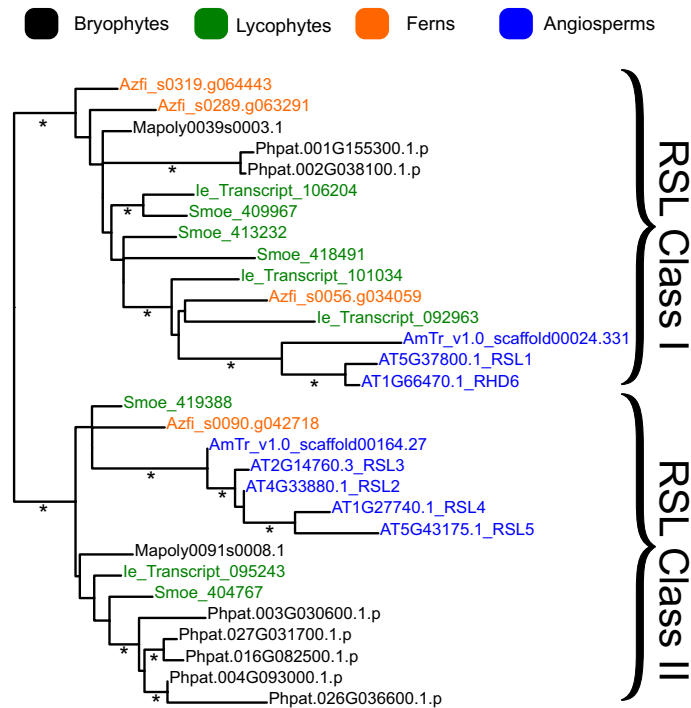 Bryophytes Lycophytes Ferns Angiosperms
Azfi_s0319.g064443
Azfi_s0289.g063291
Mapoly0039s0003.1
*
Phpat.001G155300.1.p
*
Phpat.002G038100.1.p
Ie_Transcript_106204
*
Smoe_409967
Smoe_413232
Smoe_418491
Ie_Transcript_101034
Azfi_s0056.g034059
*
Ie_Transcript_092963
AmTr_v1.0_scaffold00024.331
*
AT5G37800.1_RSL1
*
AT1G66470.1_RHD6
RSL Class I
Smoe_419388
Azfi_s0090.g042718
AmTr_v1.0_scaffold00164.27
*
AT2G14760.3_RSL3
AT4G33880.1_RSL2
*
*
AT1G27740.1_RSL4
*
AT5G43175.1_RSL5
Mapoly0091s0008.1
Ie_Transcript_095243
Smoe_404767
Phpat.003G030600.1.p
Phpat.027G031700.1.p
*
*
Phpat.016G082500.1.p
Phpat.004G093000.1.p
*
Phpat.026G036600.1.p
RSL Class II